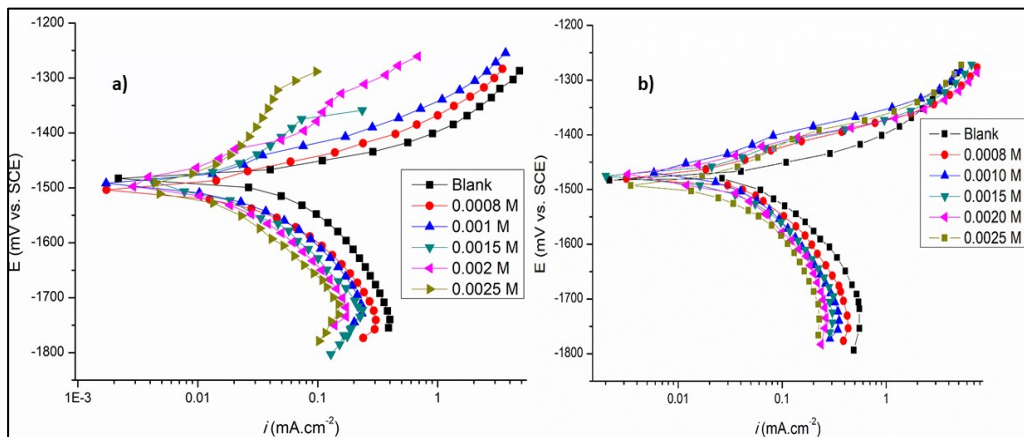 a)
E (mV vs. SCE)
-1200
-1300
-1400
-1500
-1600
-1700
-1800
1E-3
0.01
0.1
1
i (mA.cm⁻²)
Blank
0.0008 M
0.001 M
0.0015 M
0.002 M
0.0025 M
b)
E (mV vs. SCE)
-1200
-1300
-1400
-1500
-1600
-1700
-1800
0.01
0.1
1
i (mA.cm⁻²)
Blank
0.0008 M
0.0010 M
0.0015 M
0.0020 M
0.0025 M